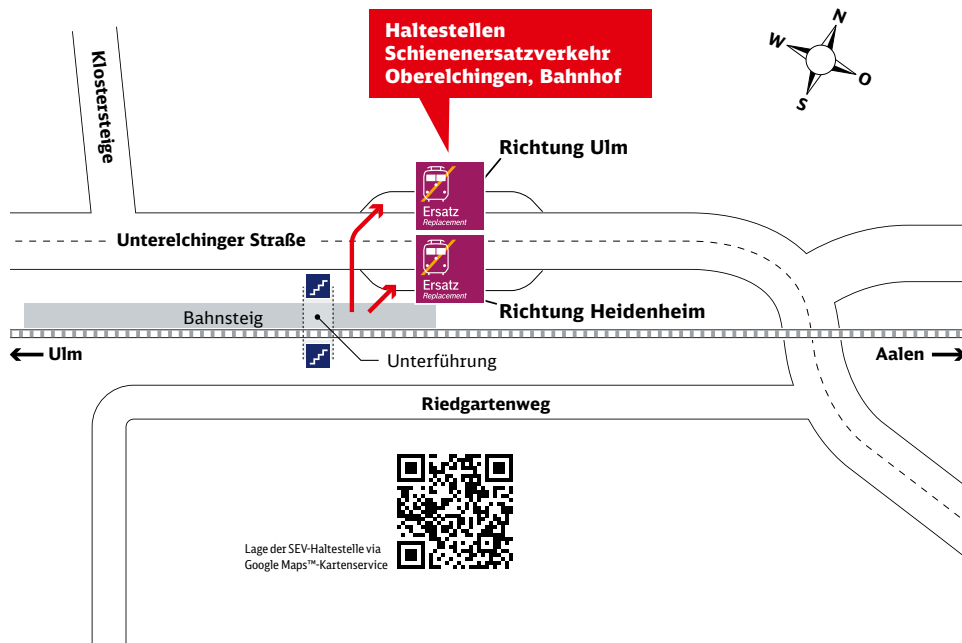 Haltestellen
Schienenersatzverkehr
Oberelchingen, Bahnhof
N
W
O
S
Klostersteige
Richtung Ulm
Ersatz
Replacement
Unterelchinger Straße
Ersatz
Replacement
Richtung Heidenheim
Bahnsteig
Ulm
Unterführung
Aalen
Riedgartenweg
Lage der SEV-Haltestelle via
Google Maps™-Kartenservice